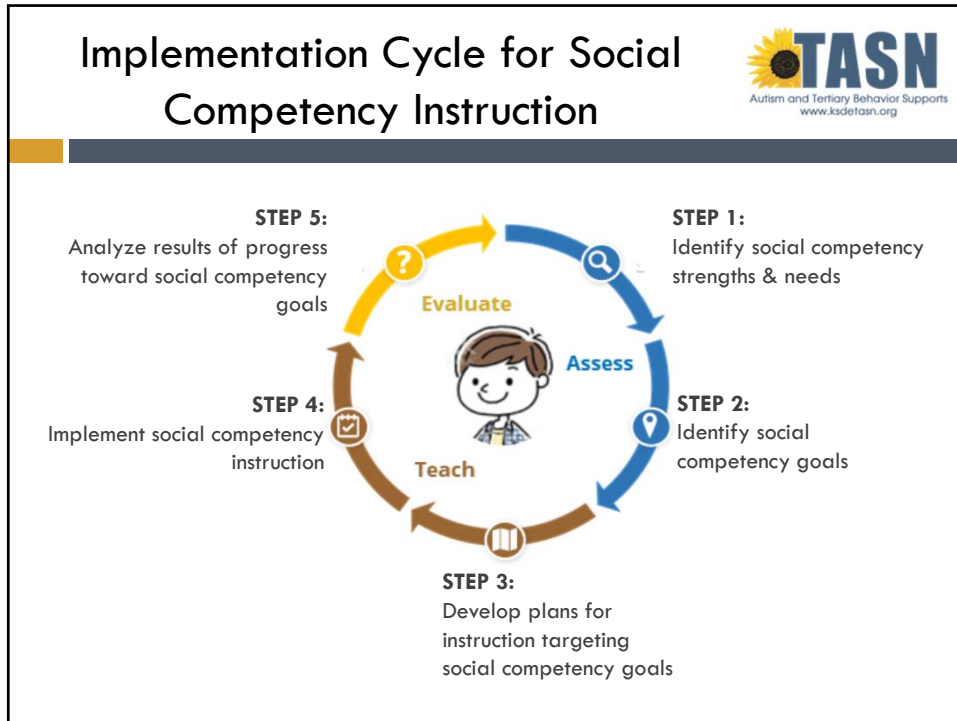 Implementation Cycle for Social
Competency Instruction
TASN
Autism and Tertiary Behavior Supports
www.ksdetasn.org
STEP 5:
Analyze results of progress
toward social competency
goals
STEP 1:
Identify social competency
strengths & needs
?
Evaluate
Assess
STEP 4:
Implement social competency
instruction
STEP 2:
Identify social
competency goals
Teach
STEP 3:
Develop plans for
instruction targeting
social competency goals